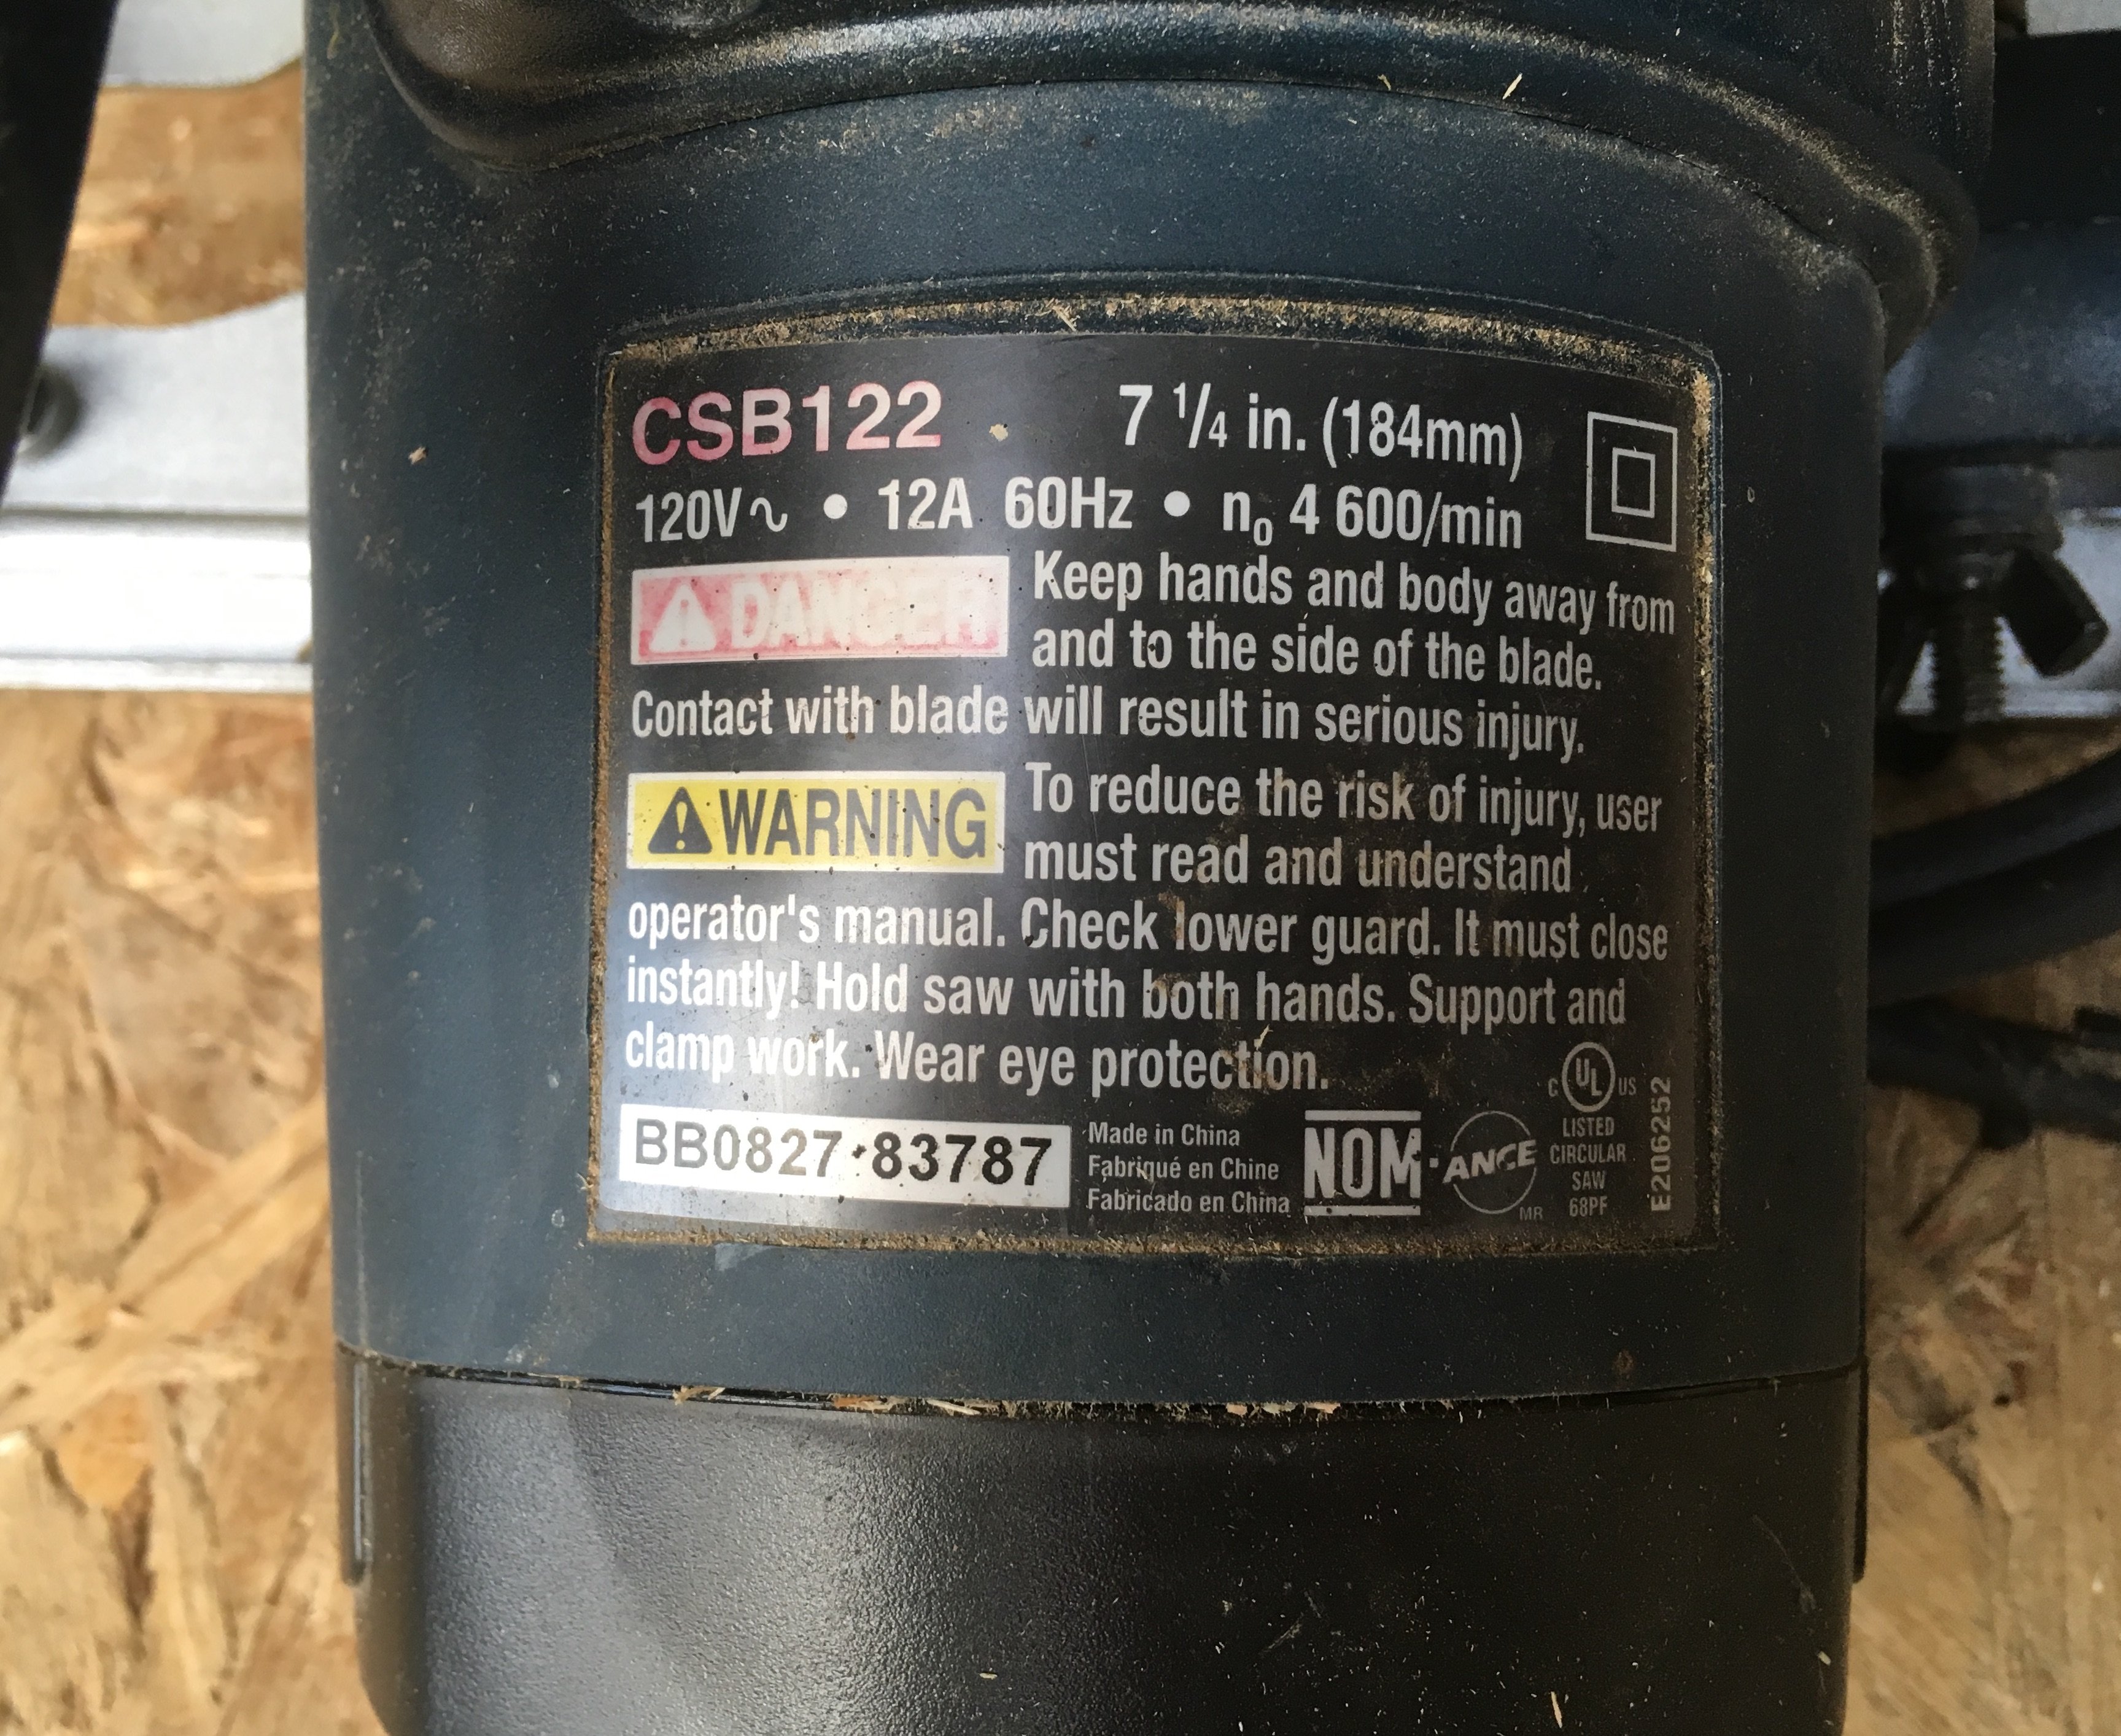 CSB122 7 1/4 in. (184mm)
120V∿ • 12A 60Hz • n₀ 4 600/min
⚠ DANGER Keep hands and body away from
and to the side of the blade.
Contact with blade will result in serious injury.
⚠ WARNING To reduce the risk of injury, user
must read and understand
operator's manual. Check lower guard. It must close
instantly! Hold saw with both hands. Support and
clamp work. Wear eye protection.
BB0827·83787
Made in China
Fabriqué en Chine
Fabricado en China
NOM·ANCE MR
C UL US
LISTED
CIRCULAR
SAW
68PF
E206252